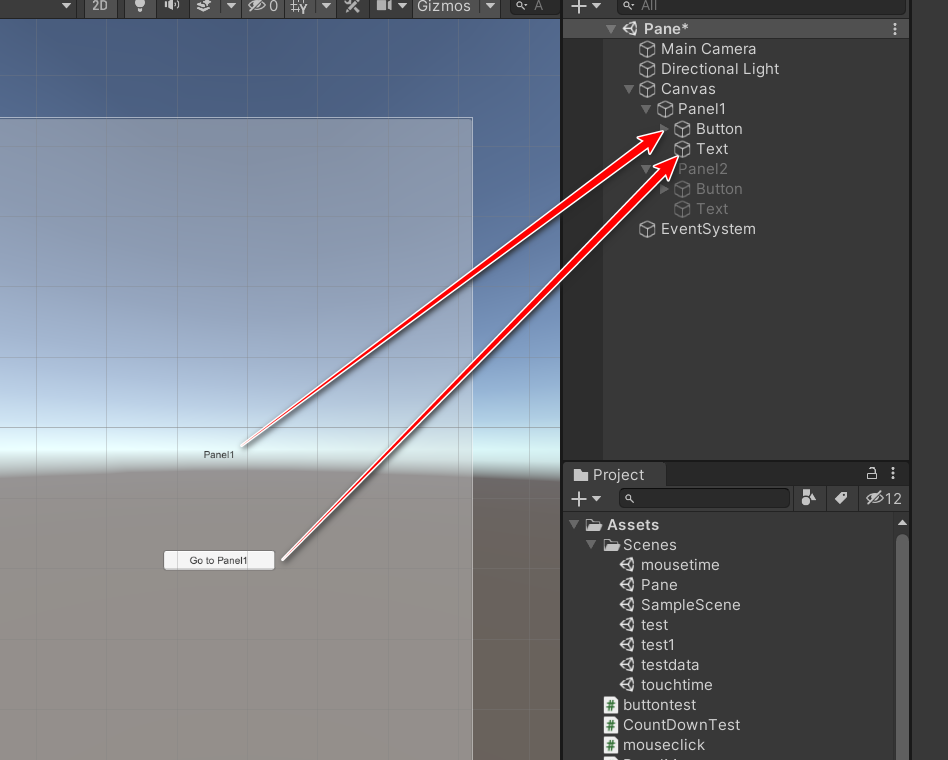 2D
0
Gizmos
A
All
Pane*
Main Camera
Directional Light
Canvas
Panel1
Button
Text
Panel2
Button
Text
EventSystem
Panel1
Go to Panel1
Project
12
Assets
Scenes
mousetime
Pane
SampleScene
test
test1
testdata
touchtime
buttontest
CountDownTest
mouseclick